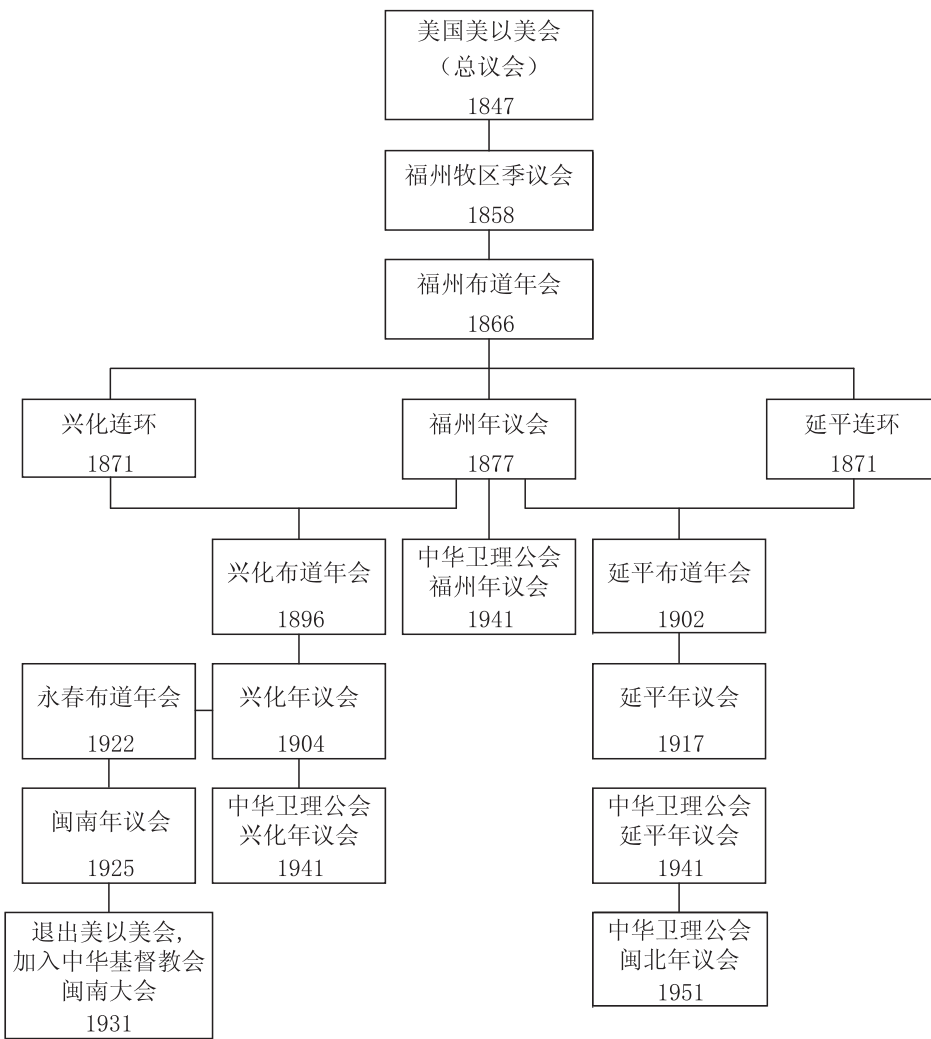 美国美以美会
（总议会）
1847
福州牧区季议会
1858
福州布道年会
1866
兴化连环
1871
福州年议会
1877
延平连环
1871
兴化布道年会
1896
中华卫理公会
福州年议会
1941
延平布道年会
1902
永春布道年会
1922
兴化年议会
1904
延平年议会
1917
闽南年议会
1925
中华卫理公会
兴化年议会
1941
中华卫理公会
延平年议会
1941
退出美以美会,
加入中华基督教会
闽南大会
1931
中华卫理公会
闽北年议会
1951